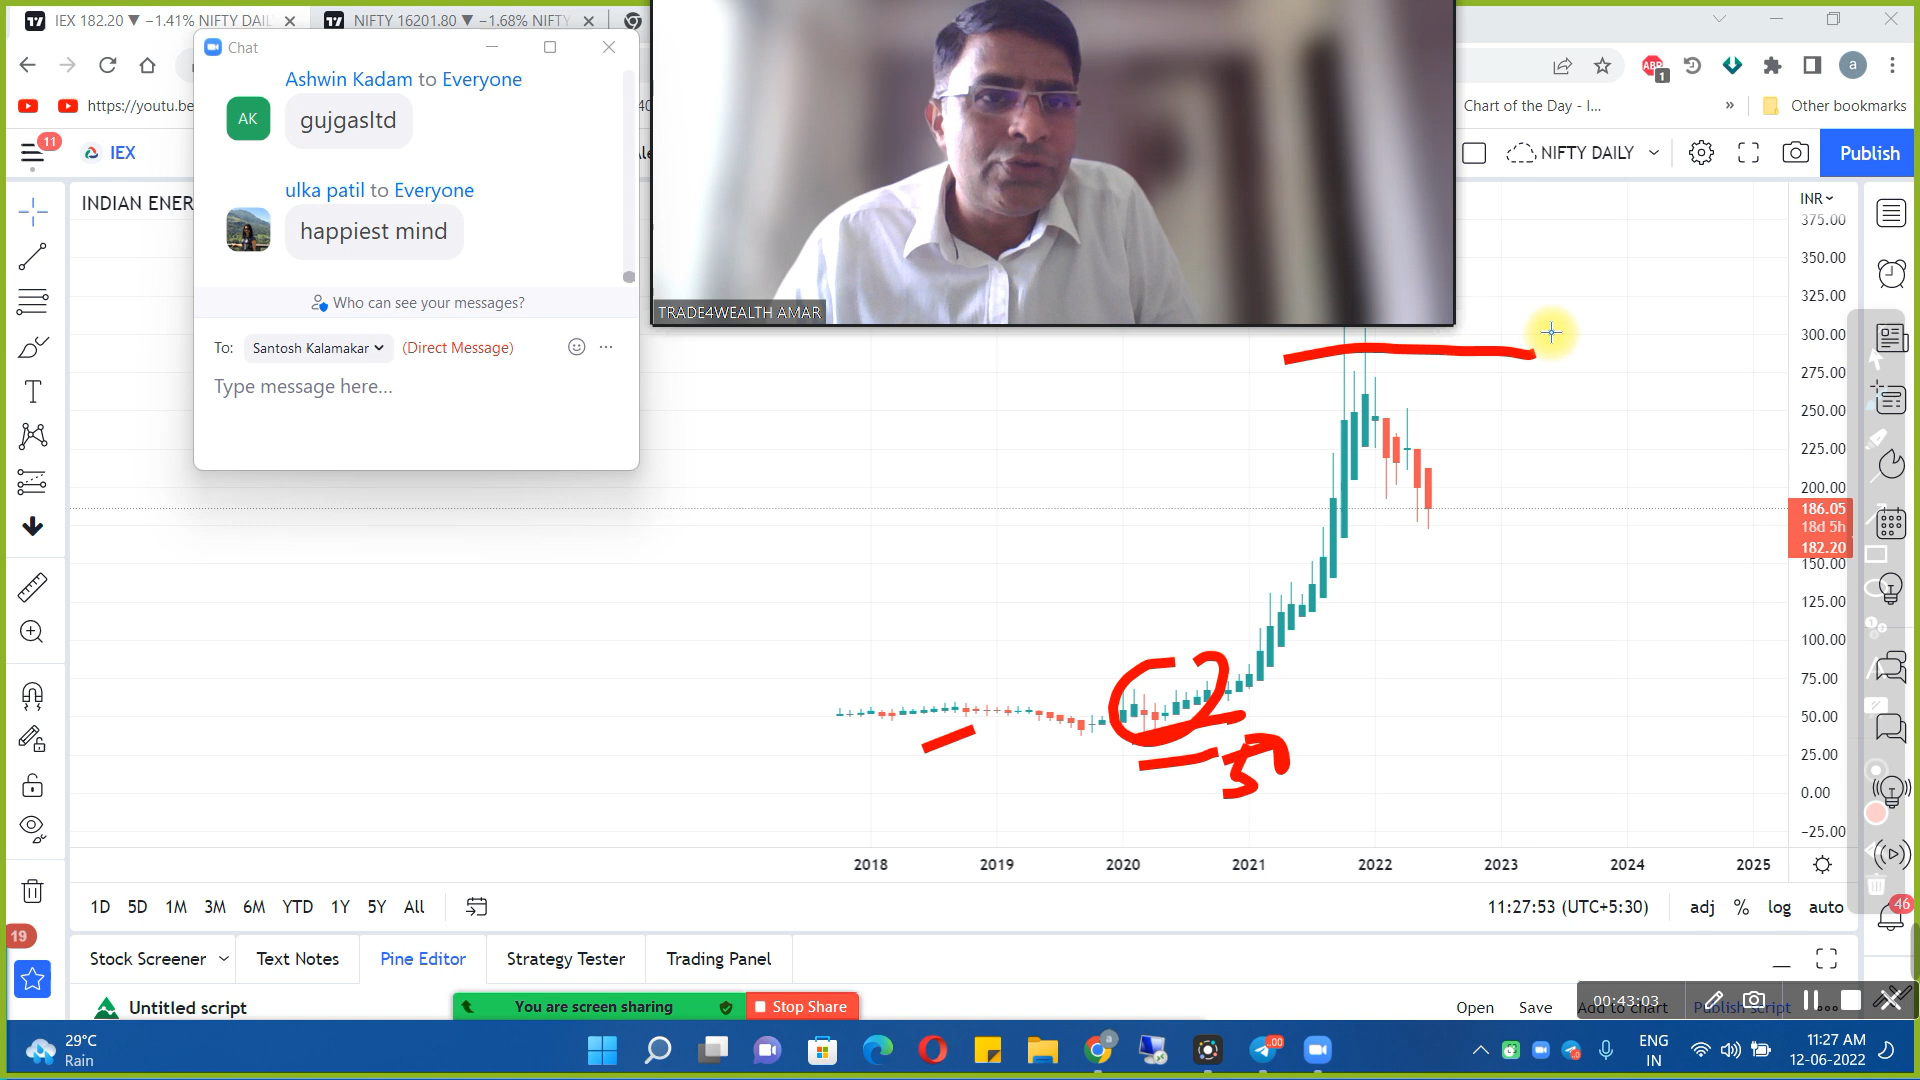 IEX 182.20 ▼ −1.41% NIFTY DAIL
NIFTY 16201.80 ▼ −1.68% NIFTY
Chat
Ashwin Kadam to Everyone
AK
gujgasltd
ulka patil to Everyone
happiest mind
Who can see your messages?
To: Santosh Kalamakar (Direct Message)
Type message here...
TRADE4WEALTH AMAR
https://youtu.be
40
Chart of the Day - I...
» Other bookmarks
ABP
1
a
11
IEX
Ale
NIFTY DAILY
Publish
INDIAN ENER
INR
375.00
350.00
325.00
300.00
275.00
250.00
225.00
200.00
186.05
18d 5h
182.20
150.00
125.00
100.00
75.00
50.00
25.00
0.00
−25.00
2018 2019 2020 2021 2022 2023 2024 2025
1D 5D 1M 3M 6M YTD 1Y 5Y All
11:27:53 (UTC+5:30) adj % log auto
46
19
Stock Screener Text Notes Pine Editor Strategy Tester Trading Panel
Untitled script
You are screen sharing Stop Share
Open Save Add to chart Publish script
00:43:03
29°C
Rain
ENG
IN
11:27 AM
12-06-2022